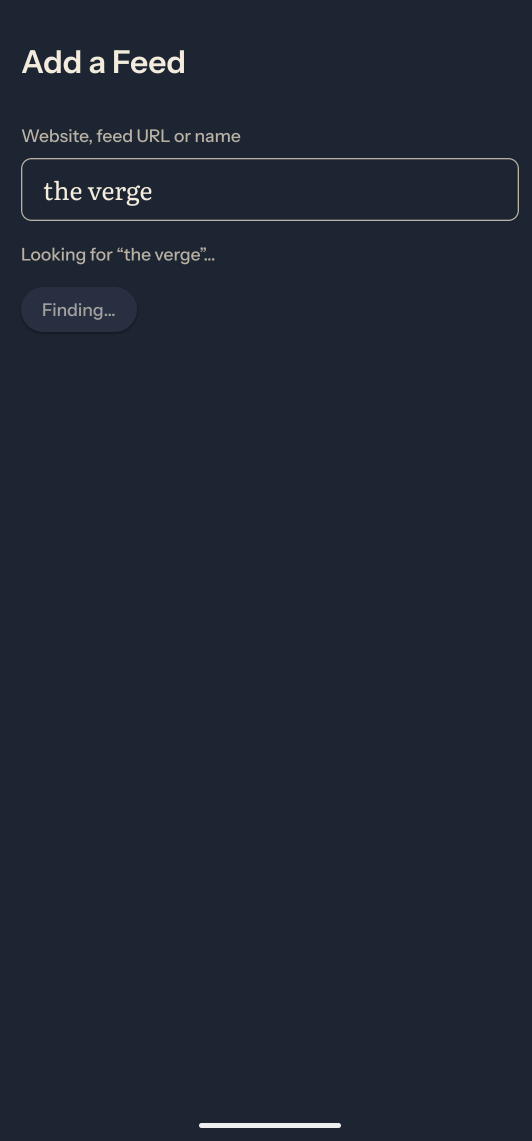 Add a Feed
Website, feed URL or name
the verge
Looking for “the verge”...
Finding...